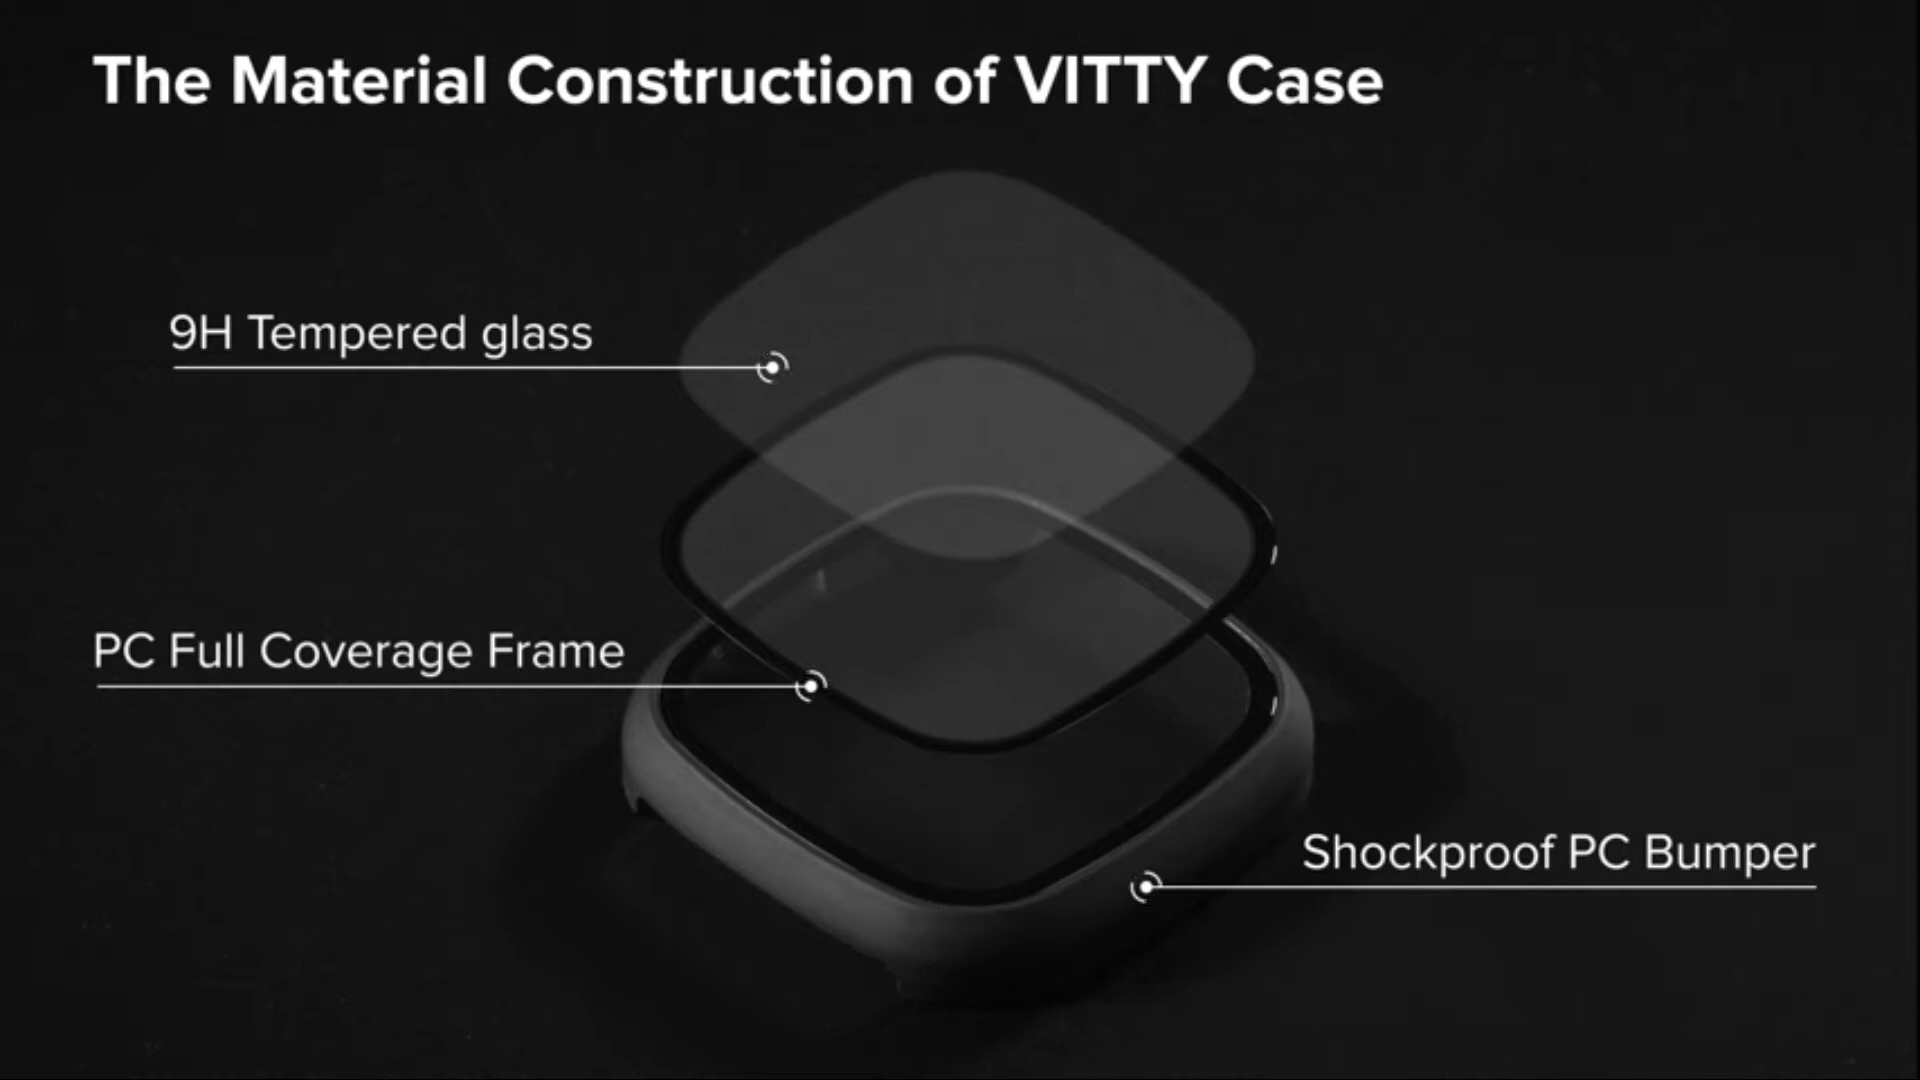 The Material Construction of VITTY Case
9H Tempered glass
PC Full Coverage Frame
Shockproof PC Bumper